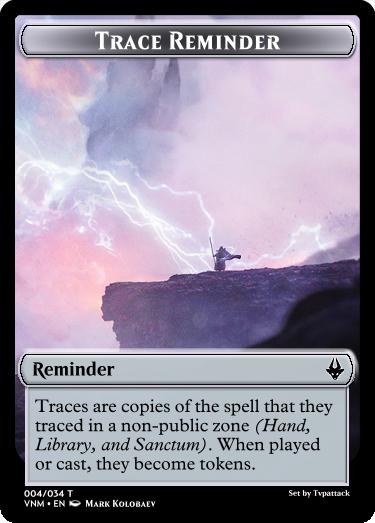 Trace Reminder
Reminder
Traces are copies of the spell that they
traced in a non-public zone (Hand,
Library, and Sanctum). When played
or cast, they become tokens.
004/034 T
Set by Tvpattack
VNM • EN Mark Kolobaev